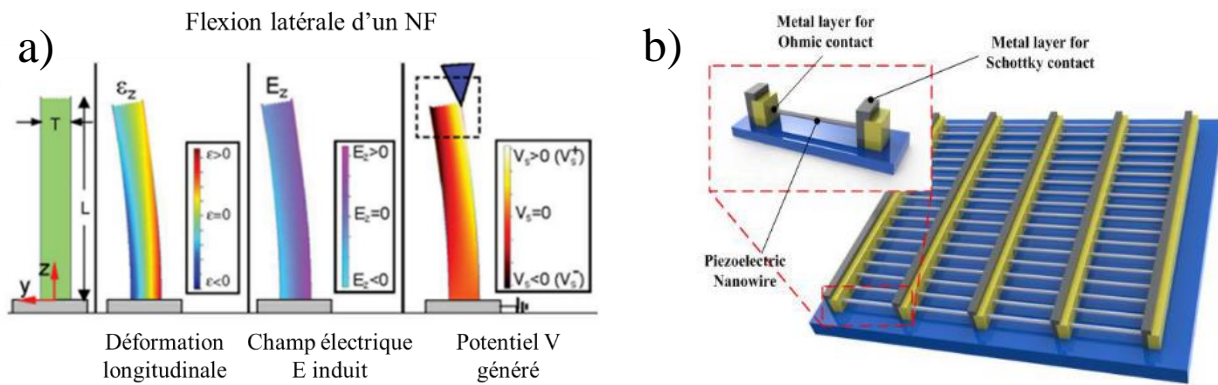 Flexion latérale d'un NF
a)
T
L
z
y
εz
ε>0
ε=0
ε<0
Déformation
longitudinale
Ez
Ez>0
Ez=0
Ez<0
Champ électrique
E induit
Vs>0 (Vs+)
Vs=0
Vs<0 (Vs-)
Potentiel V
généré
b)
Metal layer for
Ohmic contact
Metal layer for
Schottky contact
Piezoelectric
Nanowire